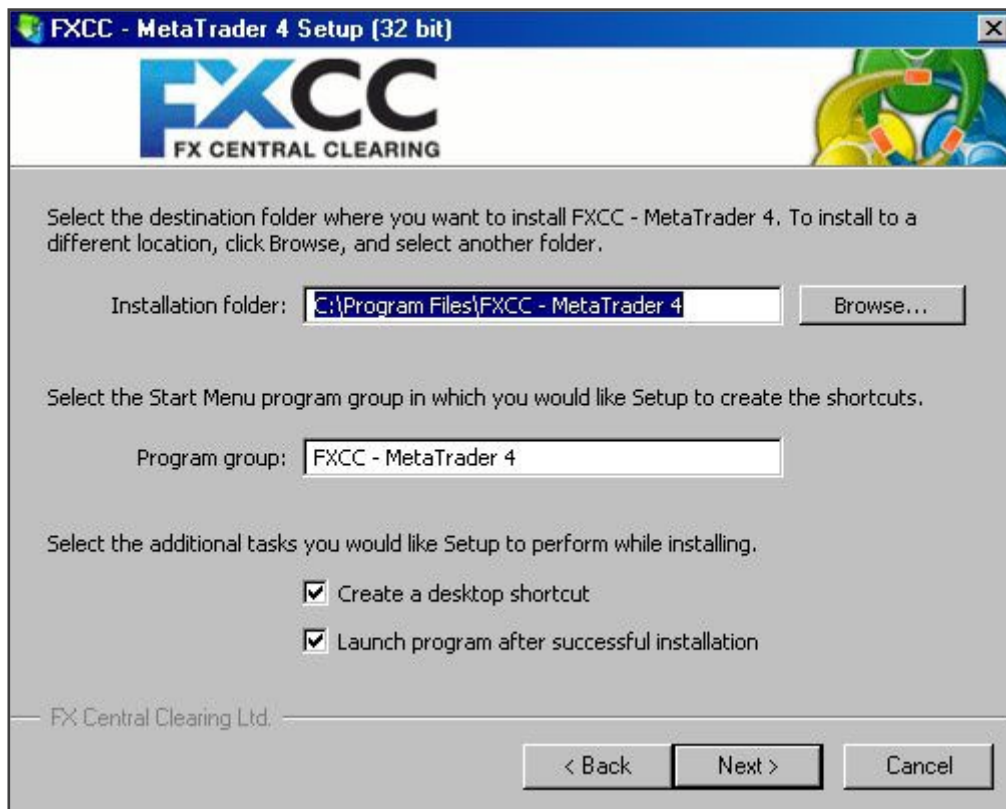 FXCC - MetaTrader 4 Setup (32 bit)
FXCC
FX CENTRAL CLEARING
Select the destination folder where you want to install FXCC - MetaTrader 4. To install to a
different location, click Browse, and select another folder.
Installation folder: C:\Program Files\FXCC - MetaTrader 4 Browse...
Select the Start Menu program group in which you would like Setup to create the shortcuts.
Program group: FXCC - MetaTrader 4
Select the additional tasks you would like Setup to perform while installing.
Create a desktop shortcut
Launch program after successful installation
FX Central Clearing Ltd.
< Back Next > Cancel